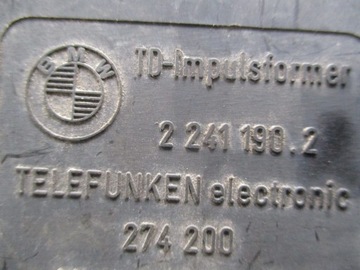 BMW
TD-Impulsformer
2 241 190.2
TELEFUNKEN electronic
274 200